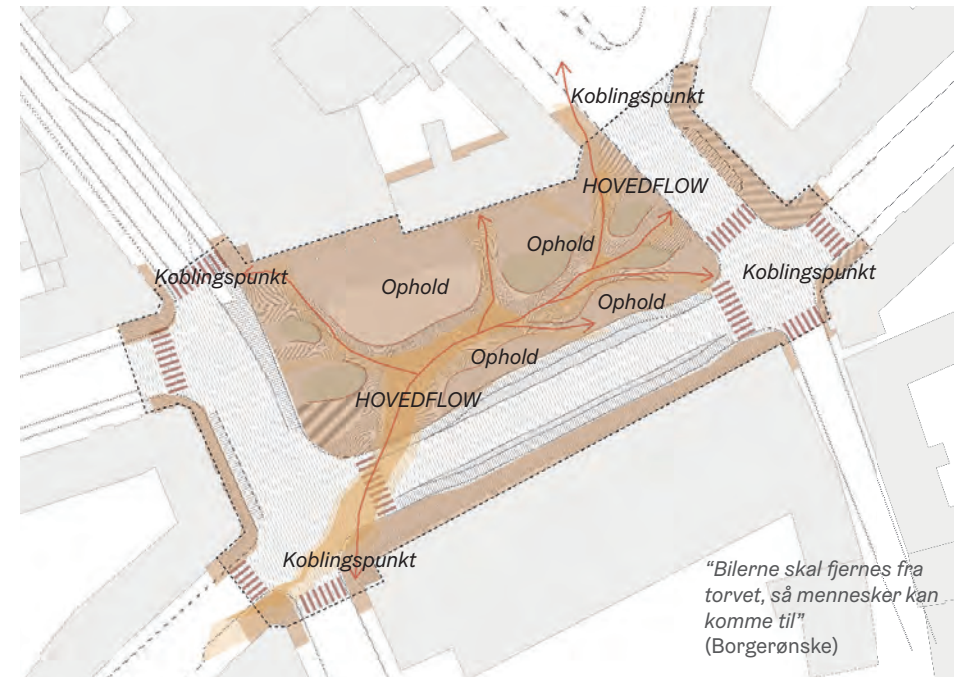 Koblingspunkt
HOVEDFLOW
Ophold
Koblingspunkt
Koblingspunkt
Ophold
Ophold
Ophold
HOVEDFLOW
Koblingspunkt
“Bilerne skal fjernes fra
torvet, så mennesker kan
komme til”
(Borgerønske)